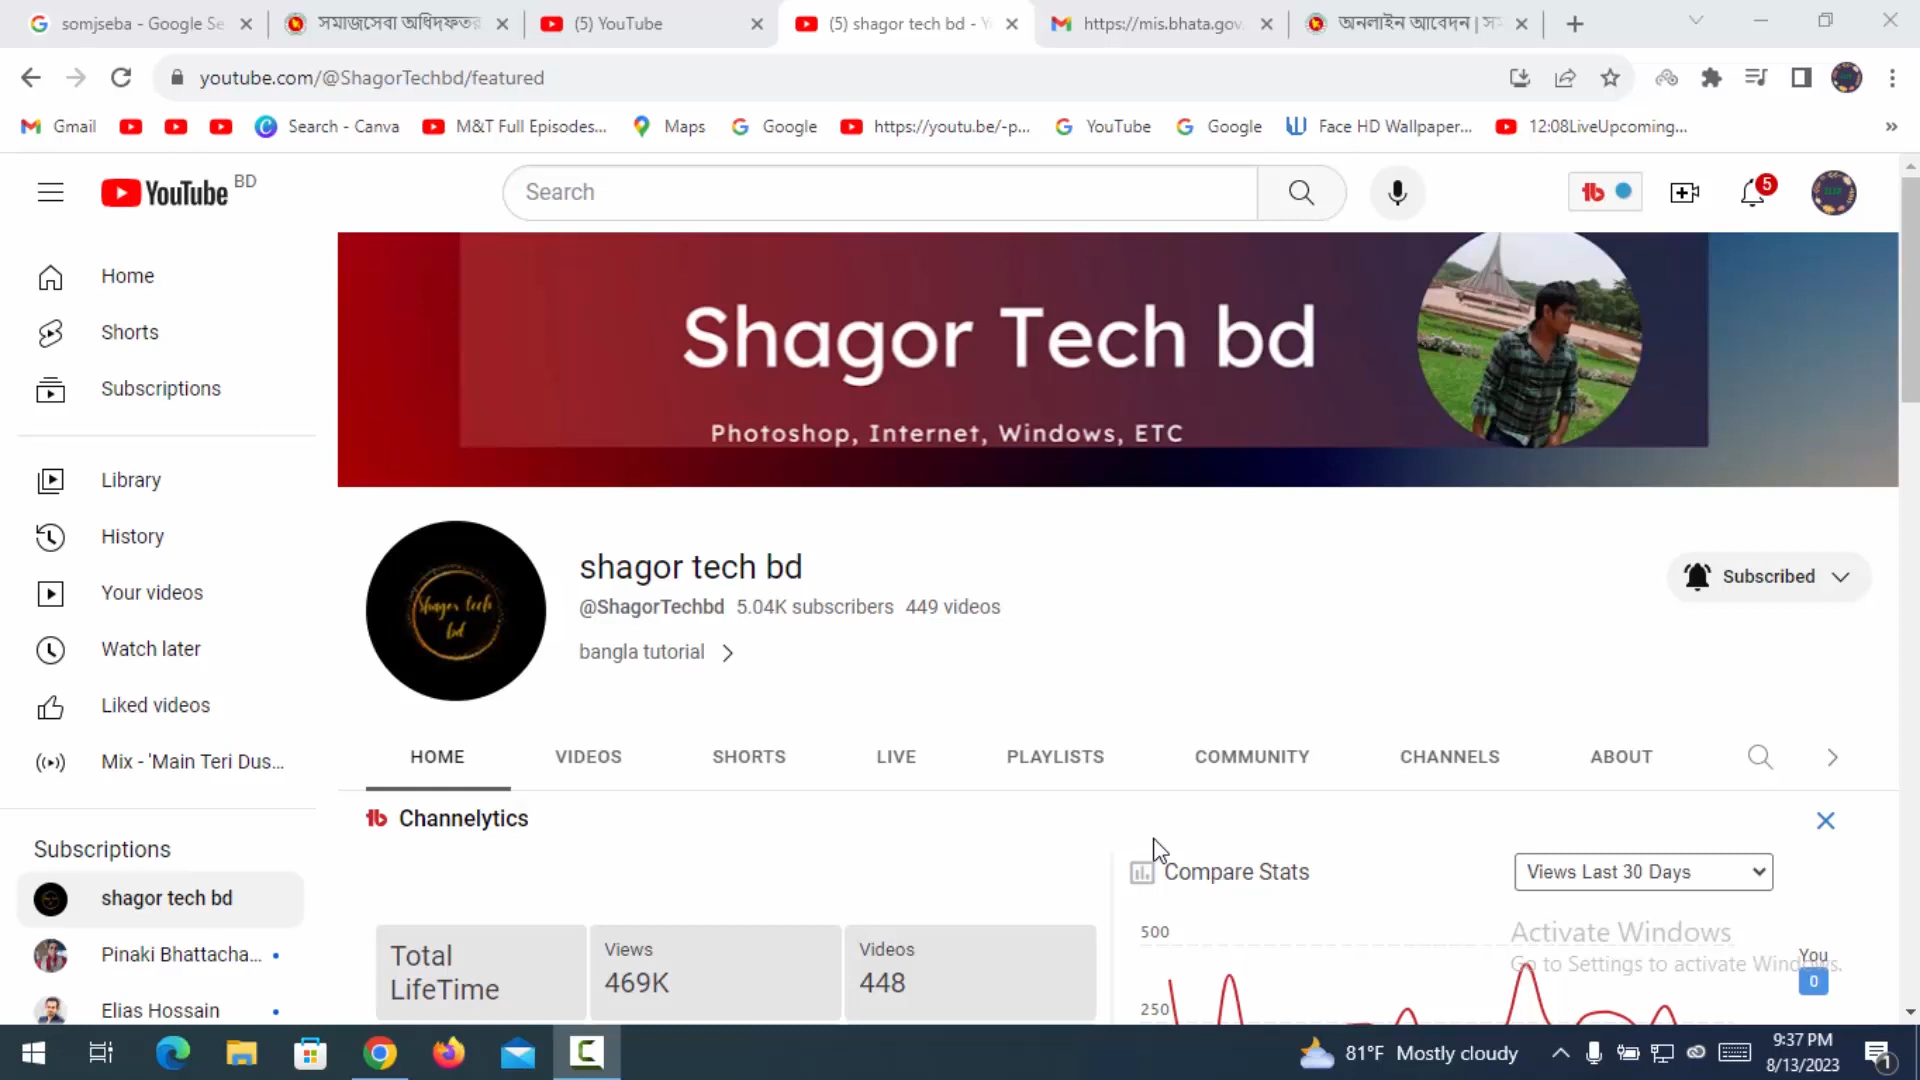 somjseba - Google Se
সমাজসেবা অধিদফতর
(5) YouTube
(5) shagor tech bd - Y
https://mis.bhata.gov.
অনলাইন আবেদন | স
youtube.com/@ShagorTechbd/featured
Gmail
Search - Canva
M&T Full Episodes...
Maps
Google
https://youtu.be/-p...
YouTube
Google
Face HD Wallpaper...
12:08LiveUpcoming...
YouTube BD
Search
5
Home
Shorts
Subscriptions
Library
History
Your videos
Watch later
Liked videos
Mix - 'Main Teri Dus...
Subscriptions
shagor tech bd
Pinaki Bhattacha...
Elias Hossain
Shagor Tech bd
Photoshop, Internet, Windows, ETC
shagor tech
bd
shagor tech bd
@ShagorTechbd 5.04K subscribers 449 videos
bangla tutorial
Subscribed
HOME VIDEOS SHORTS LIVE PLAYLISTS COMMUNITY CHANNELS ABOUT
Channelytics
Total
LifeTime
Views
469K
Videos
448
Compare Stats
Views Last 30 Days
500
250
You
0
Activate Windows
Go to Settings to activate Windows.
81°F Mostly cloudy
9:37 PM
8/13/2023
1